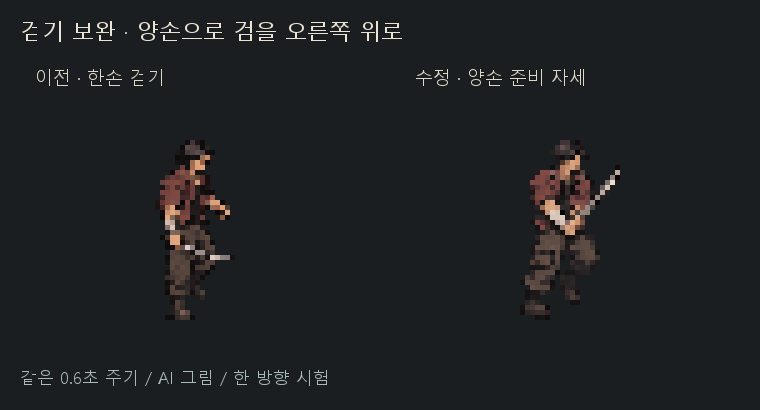 걷기 보완 · 양손으로 검을 오른쪽 위로
이전 · 한손 걷기
수정 · 양손 준비 자세
같은 0.6초 주기 / AI 그림 / 한 방향 시험